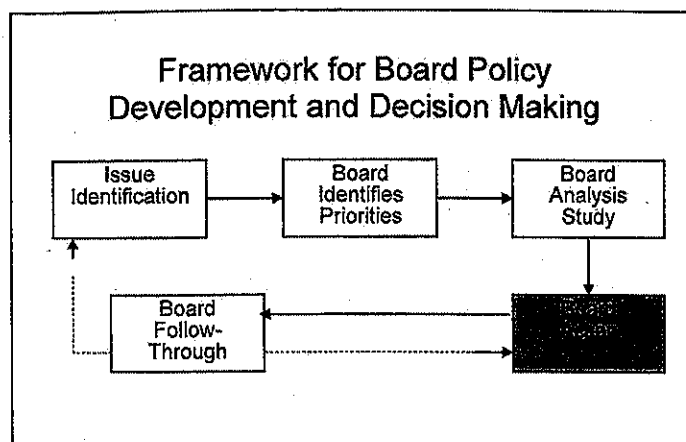 Framework for Board Policy
Development and Decision Making
Issue
Identification
Board
Identifies
Priorities
Board
Analysis
Study
Board
Follow-
Through
Board